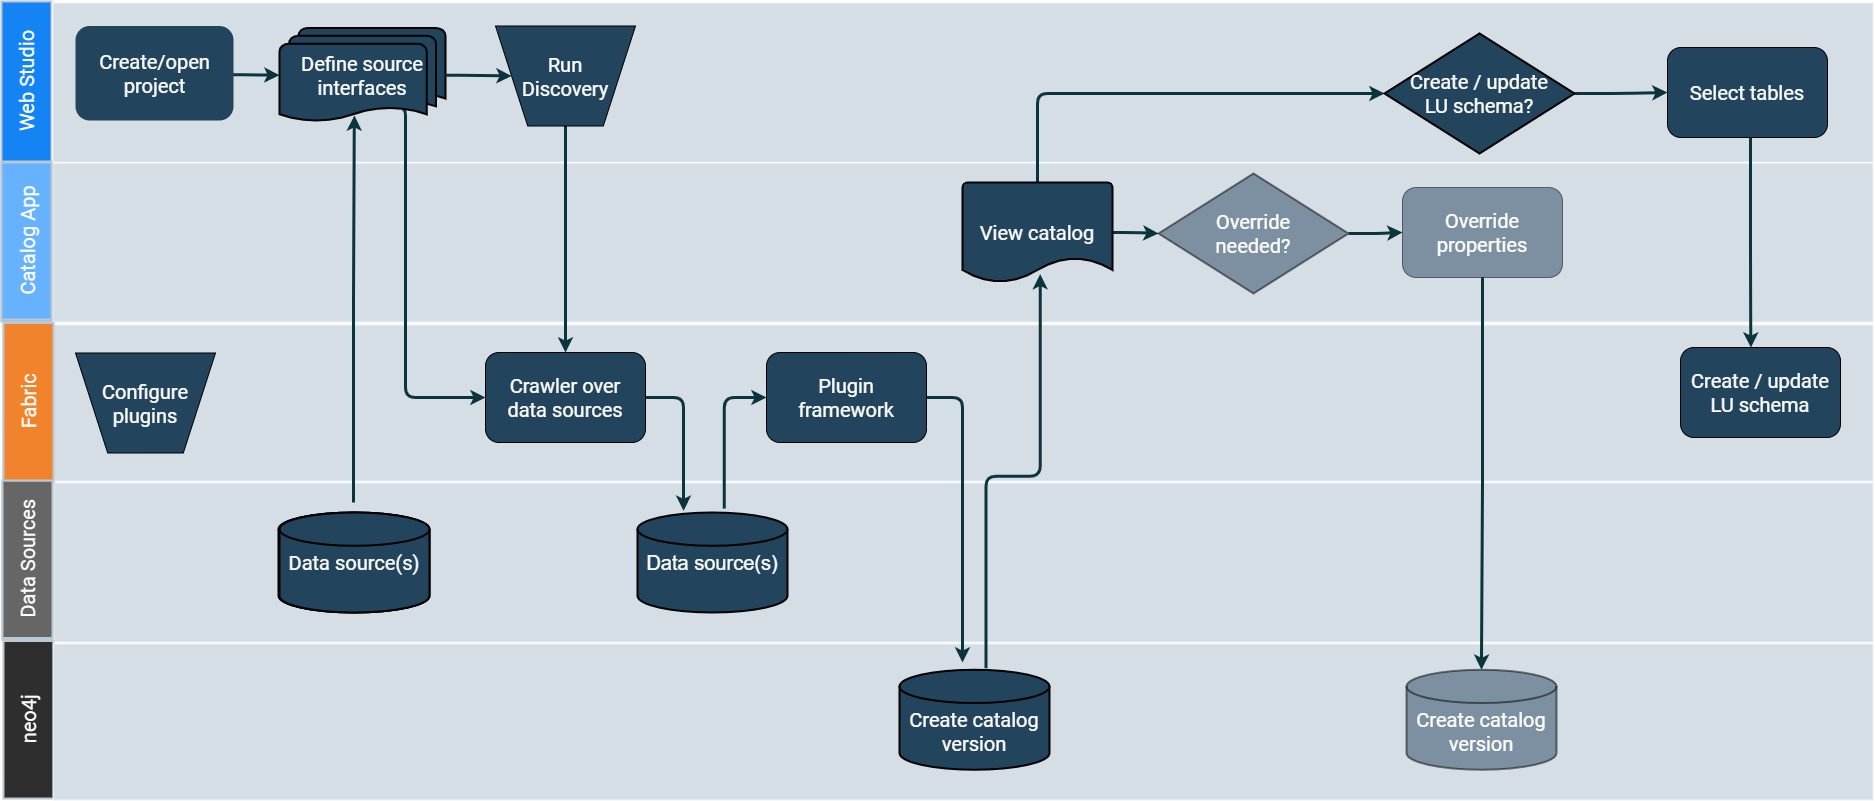 Web Studio
Create/open
project
Define source
interfaces
Run
Discovery
Create / update
LU schema?
Select tables
Catalog App
View catalog
Override
needed?
Override
properties
Fabric
Configure
plugins
Crawler over
data sources
Plugin
framework
Create / update
LU schema
Data Sources
Data source(s)
Data source(s)
neo4j
Create catalog
version
Create catalog
version